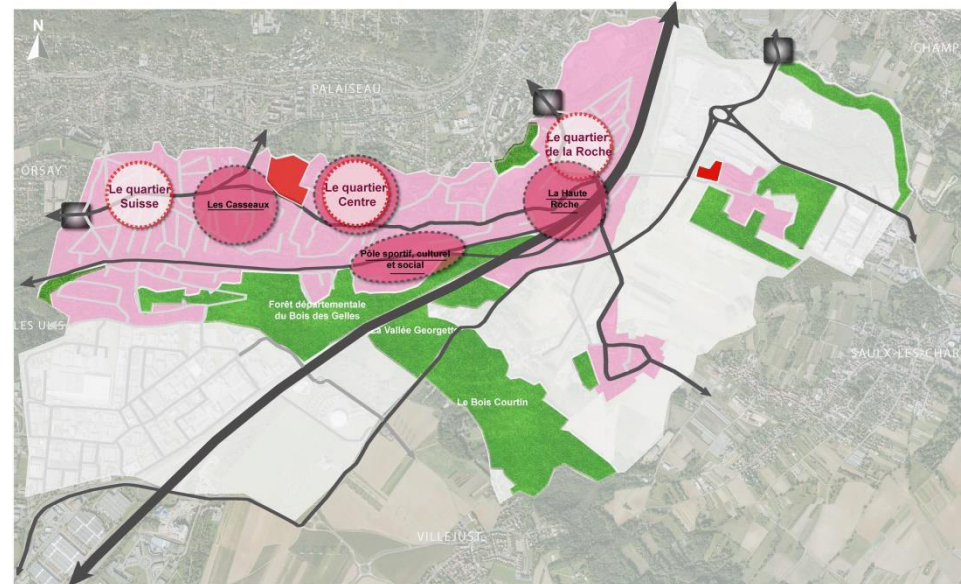 N
CHAMP
PALAISEAU
Le quartier
de la Roche
ORSAY
Le quartier
Suisse
Les Casseaux
Le quartier
Centre
La Haute
Roche
Pôle sportif, culturel
et social
Forêt départementale
du Bois des Gelles
LES ULIS
La Vallée Georgette
SAULX-LES-CHAR
Le Bois Courtin
VILLEJUST